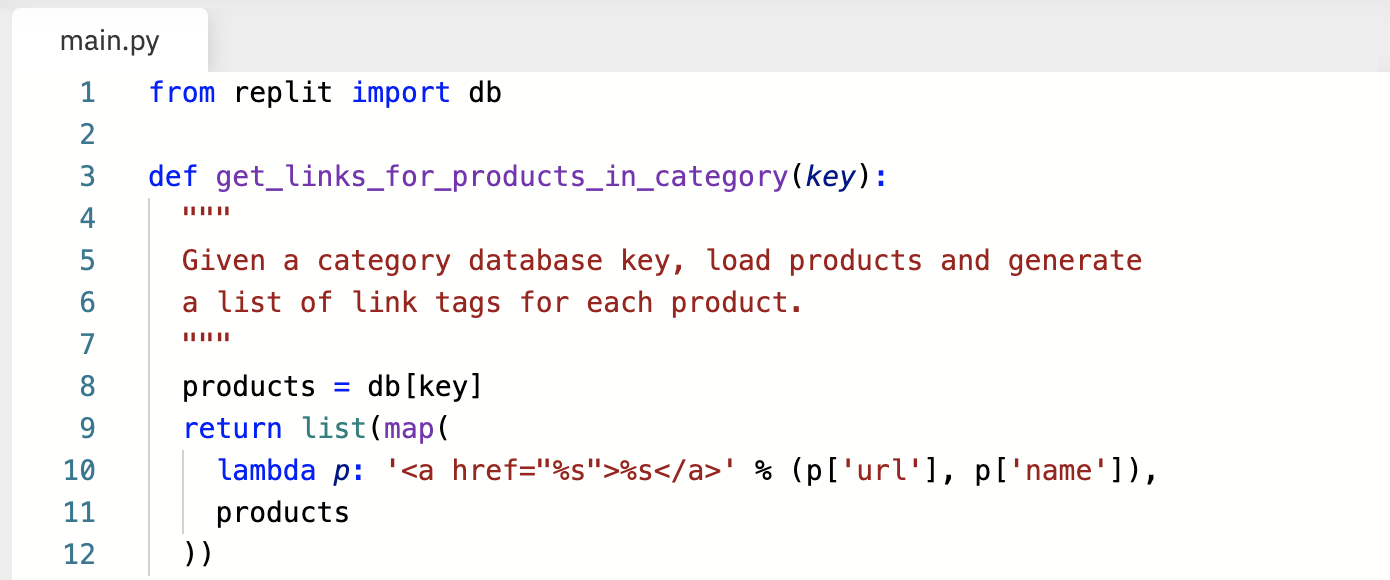 main.py
1 from replit import db
2
3 def get_links_for_products_in_category(key):
4   """
5   Given a category database key, load products and generate
6   a list of link tags for each product.
7   """
8   products = db[key]
9   return list(map(
10     lambda p: '<a href="%s">%s</a>' % (p['url'], p['name']),
11     products
12   ))